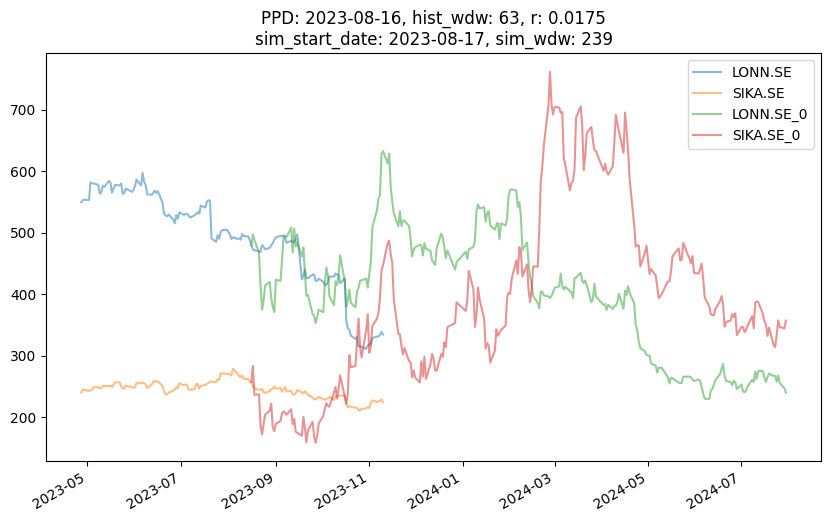 PPD: 2023-08-16, hist_wdw: 63, r: 0.0175
sim_start_date: 2023-08-17, sim_wdw: 239
LONN.SE
SIKA.SE
LONN.SE_0
SIKA.SE_0
700
600
500
400
300
200
2023-05
2023-07
2023-09
2023-11
2024-01
2024-03
2024-05
2024-07